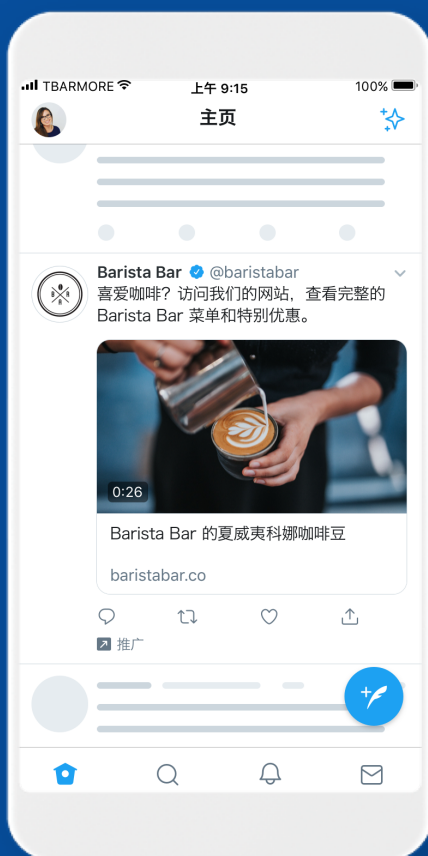 TBARMORE
上午 9:15
100%
主页
Barista Bar @baristabar
喜爱咖啡？访问我们的网站，查看完整的
Barista Bar 菜单和特别优惠。
0:26
Barista Bar 的夏威夷科娜咖啡豆
baristabar.co
推广